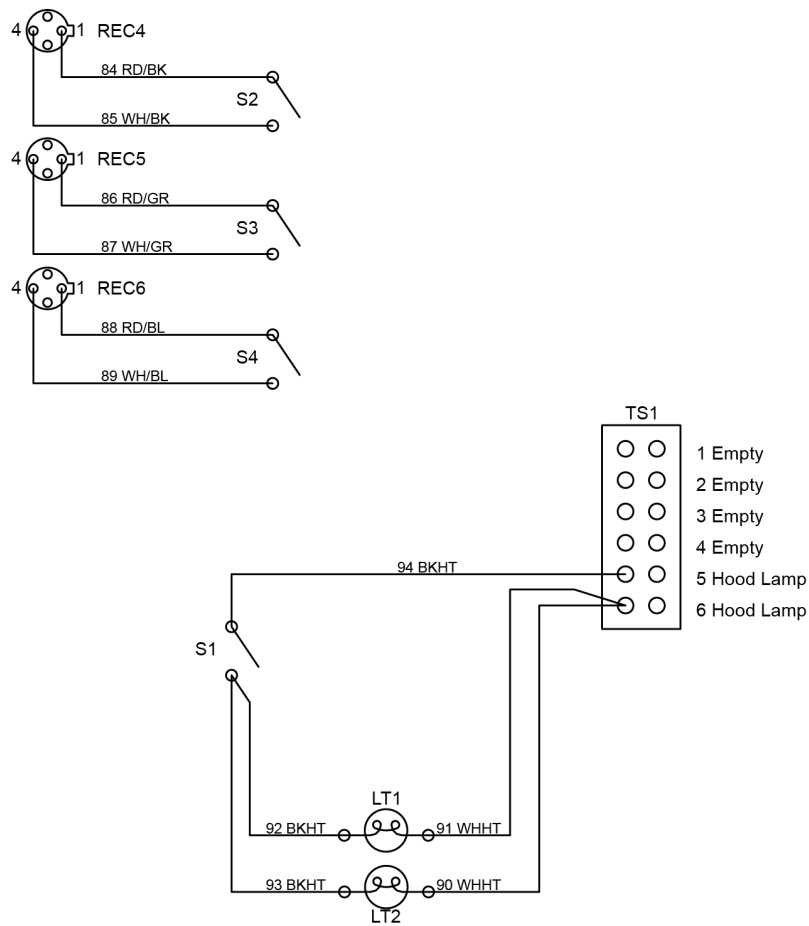 4 1 REC4
84 RD/BK
S2
85 WH/BK
4 1 REC5
86 RD/GR
S3
87 WH/GR
4 1 REC6
88 RD/BL
S4
89 WH/BL
TS1
1 Empty
2 Empty
3 Empty
4 Empty
94 BKHT
5 Hood Lamp
6 Hood Lamp
S1
LT1
92 BKHT 91 WHHT
93 BKHT 90 WHHT
LT2